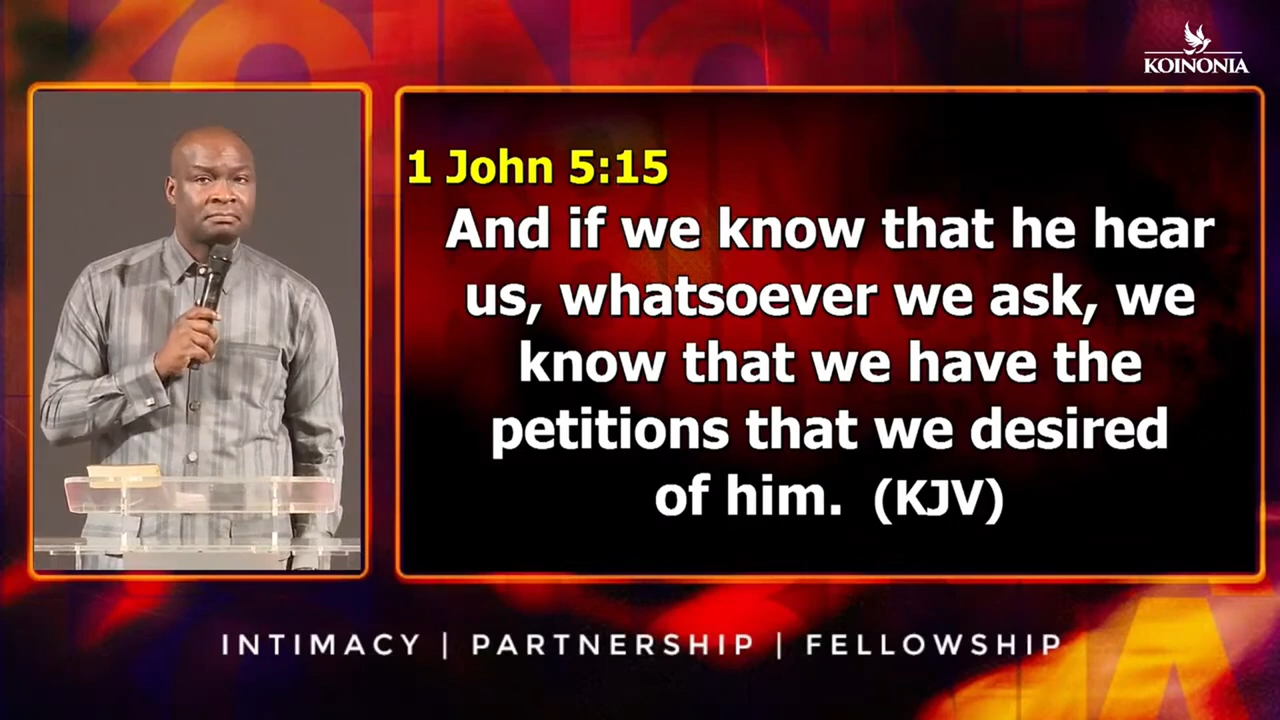 KOINONIA
1 John 5:15
And if we know that he hear
us, whatsoever we ask, we
know that we have the
petitions that we desired
of him. (KJV)
INTIMACY | PARTNERSHIP | FELLOWSHIP